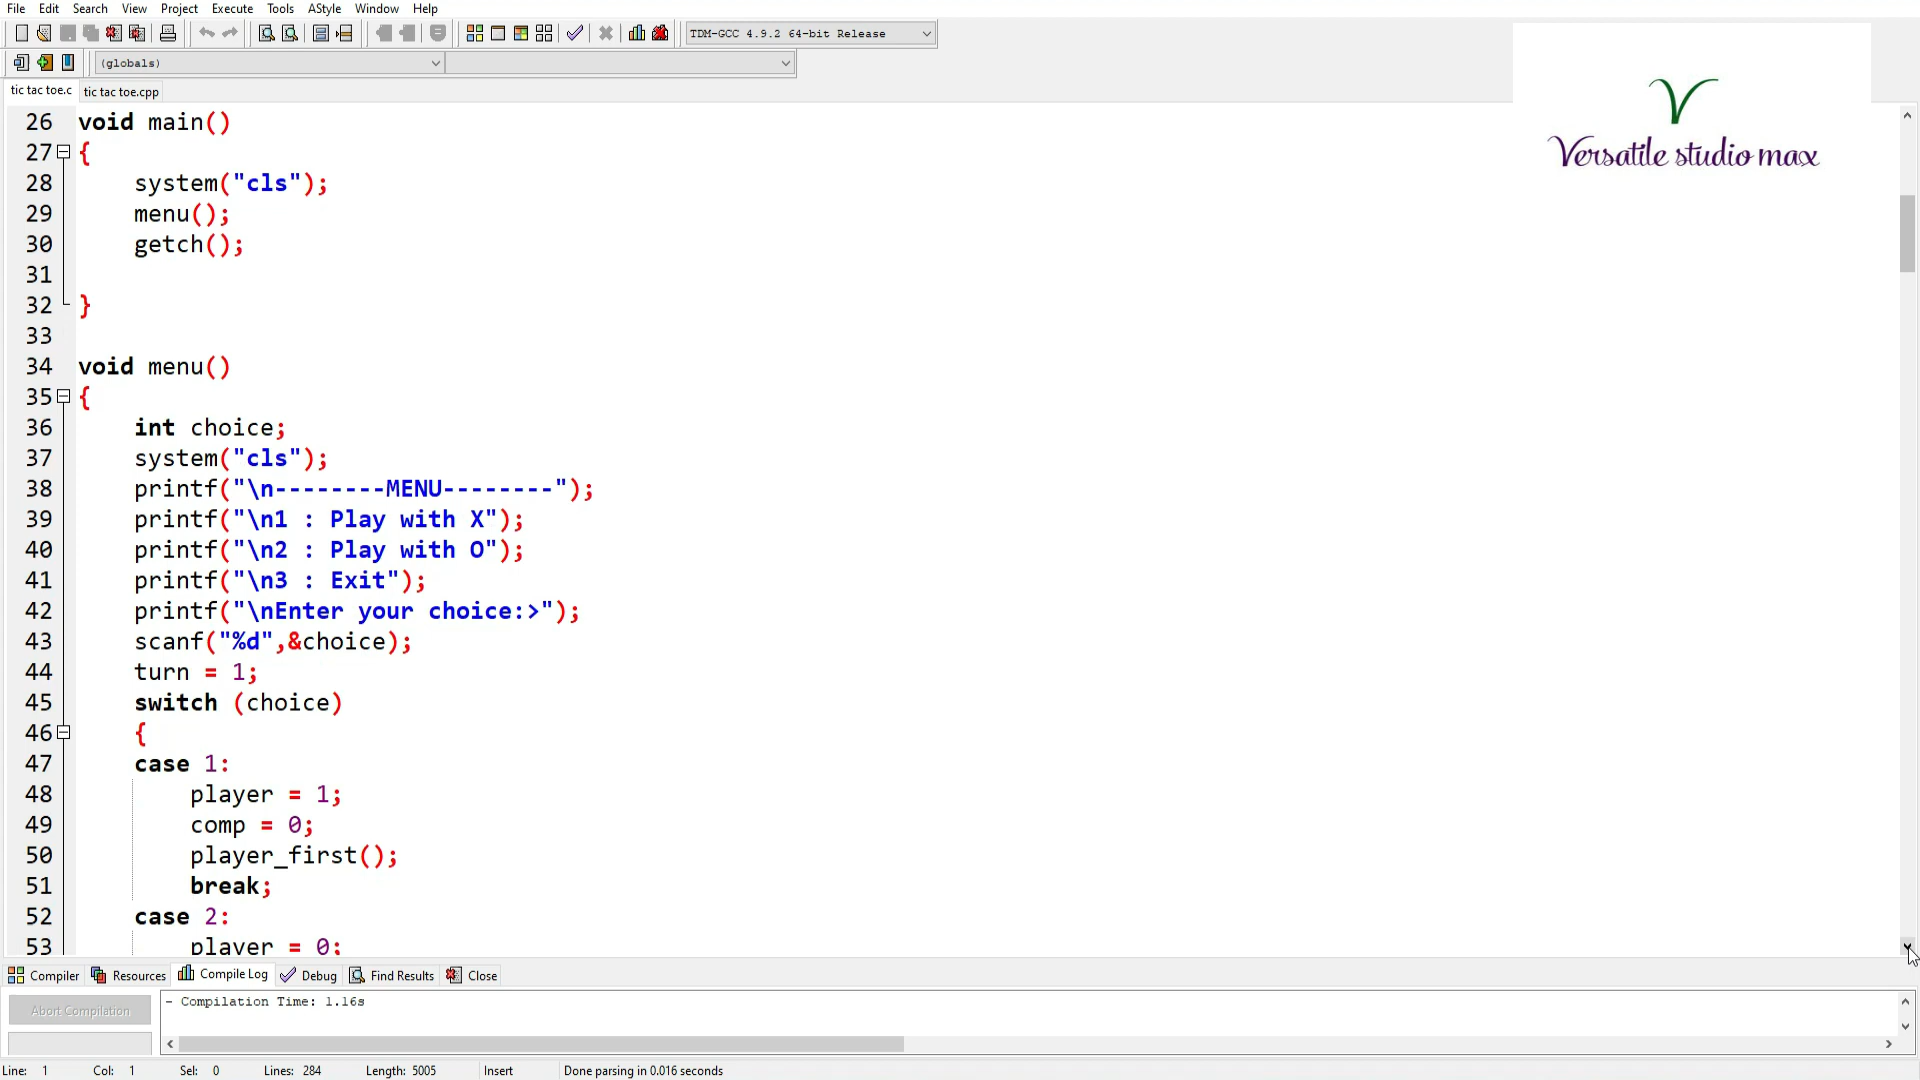 File Edit Search View Project Execute Tools AStyle Window Help
TDM-GCC 4.9.2 64-bit Release
(globals)
tic tac toe.c tic tac toe.cpp
Versatile studio max
26 void main()
27 {
28 system("cls");
29 menu();
30 getch();
31
32 }
33
34 void menu()
35 {
36 int choice;
37 system("cls");
38 printf("\n--------MENU--------");
39 printf("\n1 : Play with X");
40 printf("\n2 : Play with O");
41 printf("\n3 : Exit");
42 printf("\nEnter your choice:>");
43 scanf("%d",&choice);
44 turn = 1;
45 switch (choice)
46 {
47 case 1:
48 player = 1;
49 comp = 0;
50 player_first();
51 break;
52 case 2:
53 player = 0;
Compiler Resources Compile Log Debug Find Results Close
Abort Compilation
- Compilation Time: 1.16s
Line: 1 Col: 1 Sel: 0 Lines: 284 Length: 5005 Insert Done parsing in 0.016 seconds